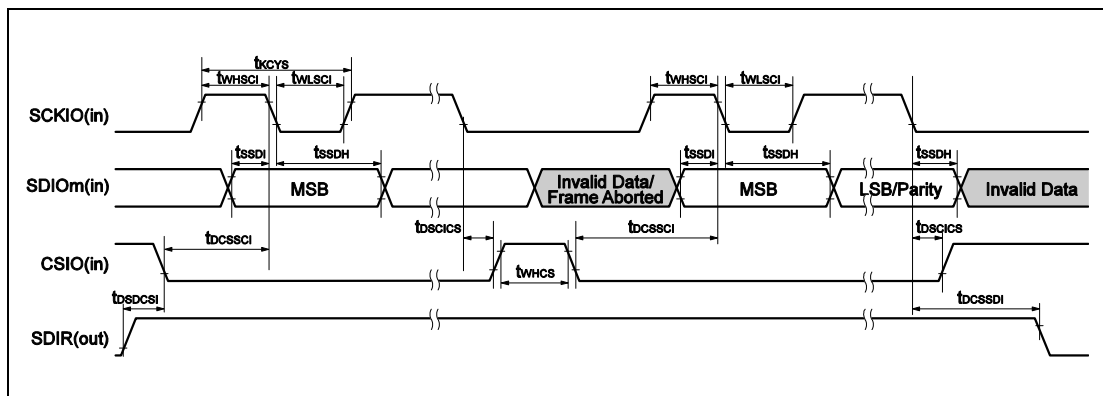 tKCYS
tWHSCI tWLSCI tWHSCI tWLSCI
SCKIO(in)
tSSDI tSSDH tSSDI tSSDH tSSDH
SDIOm(in) MSB Invalid Data/ Frame Aborted MSB LSB/Parity Invalid Data
tDCSSCI tDSCICS tDCSSCI tDSCICS
CSIO(in)
tWHCS
tDSDCSI tDCSSDI
SDIR(out)